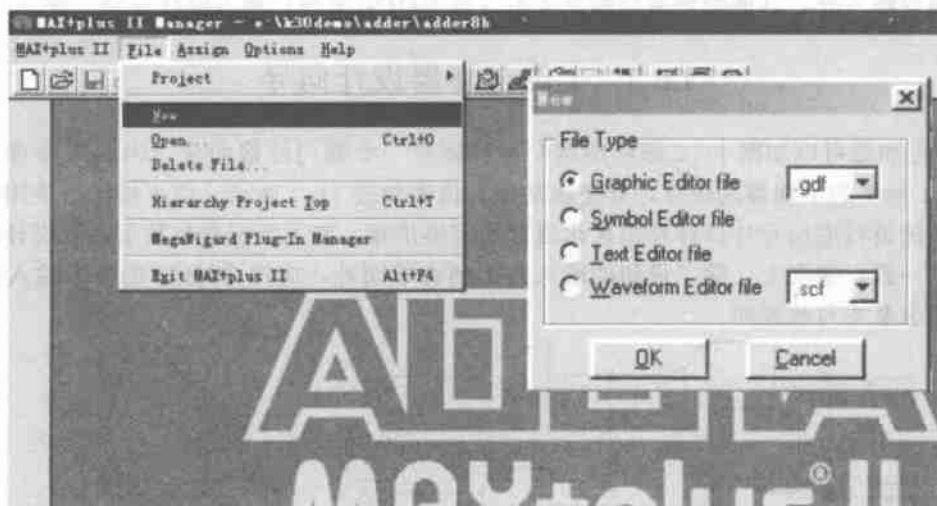 MAX+plus II Manager - e:\k30demo\adder\adder8b
MAX+plus II File Assign Options Help
Project
New
Open. Ctrl+O
Delete File...
Hierarchy Project Top Ctrl+T
MegaWizard Plug-In Manager
Exit MAX+plus II Alt+F4
New
File Type
Graphic Editor file .gdf
Symbol Editor file
Text Editor file
Waveform Editor file .scf
OK Cancel
MAX+plus® II